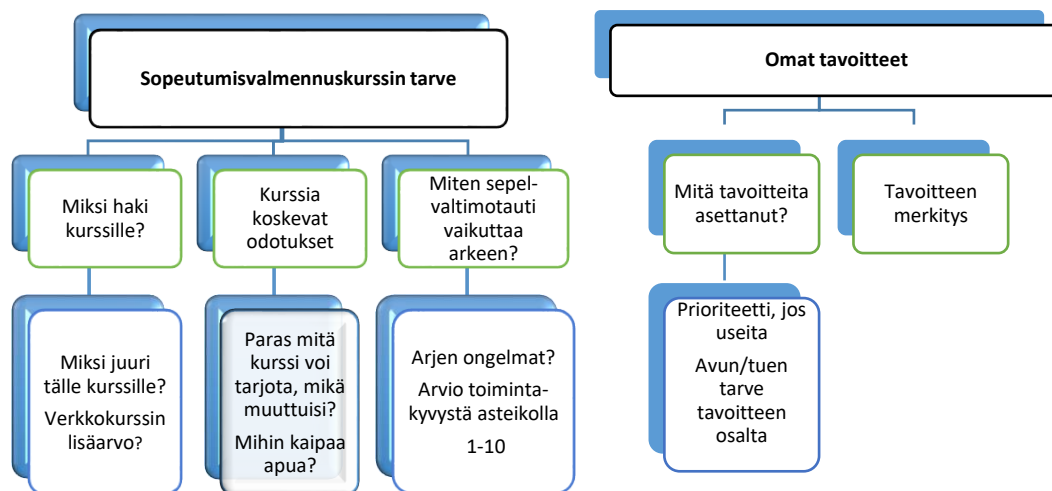 Sopeutumisvalmennuskurssin tarve
Miksi haki
kurssille?
Kurssia
koskevat
odotukset
Miten sepel-
valtimotauti
vaikuttaa
arkeen?
Miksi juuri
tälle kurssille?
Verkkokurssin
lisäarvo?
Paras mitä
kurssi voi
tarjota, mikä
muuttuisi?
Mihin kaipaa
apua?
Arjen ongelmat?
Arvio toiminta-
kyvystä asteikolla
1-10
Omat tavoitteet
Mitä tavoitteita
asettanut?
Tavoitteen
merkitys
Prioriteetti, jos
useita
Avun/tuen
tarve
tavoitteen
osalta